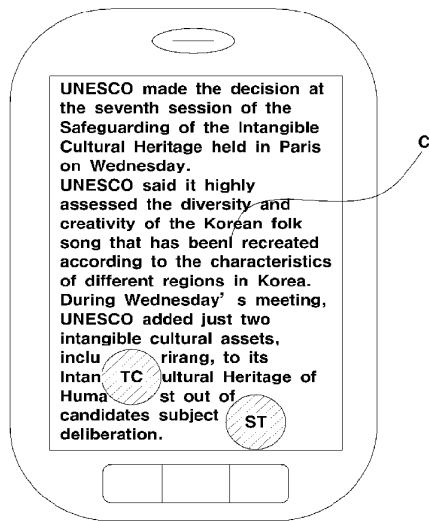 UNESCO made the decision at
the seventh session of the
Safeguarding of the Intangible
Cultural Heritage held in Paris
on Wednesday.
UNESCO said it highly
assessed the diversity and
creativity of the Korean folk
song that has beenl recreated
according to the characteristics
of different regions in Korea.
During Wednesday's meeting,
UNESCO added just two
intangible cultural assets,
inclu rirang, to its
Intan TC ultural Heritage of
Huma st out of
candidates subject ST
deliberation.
C